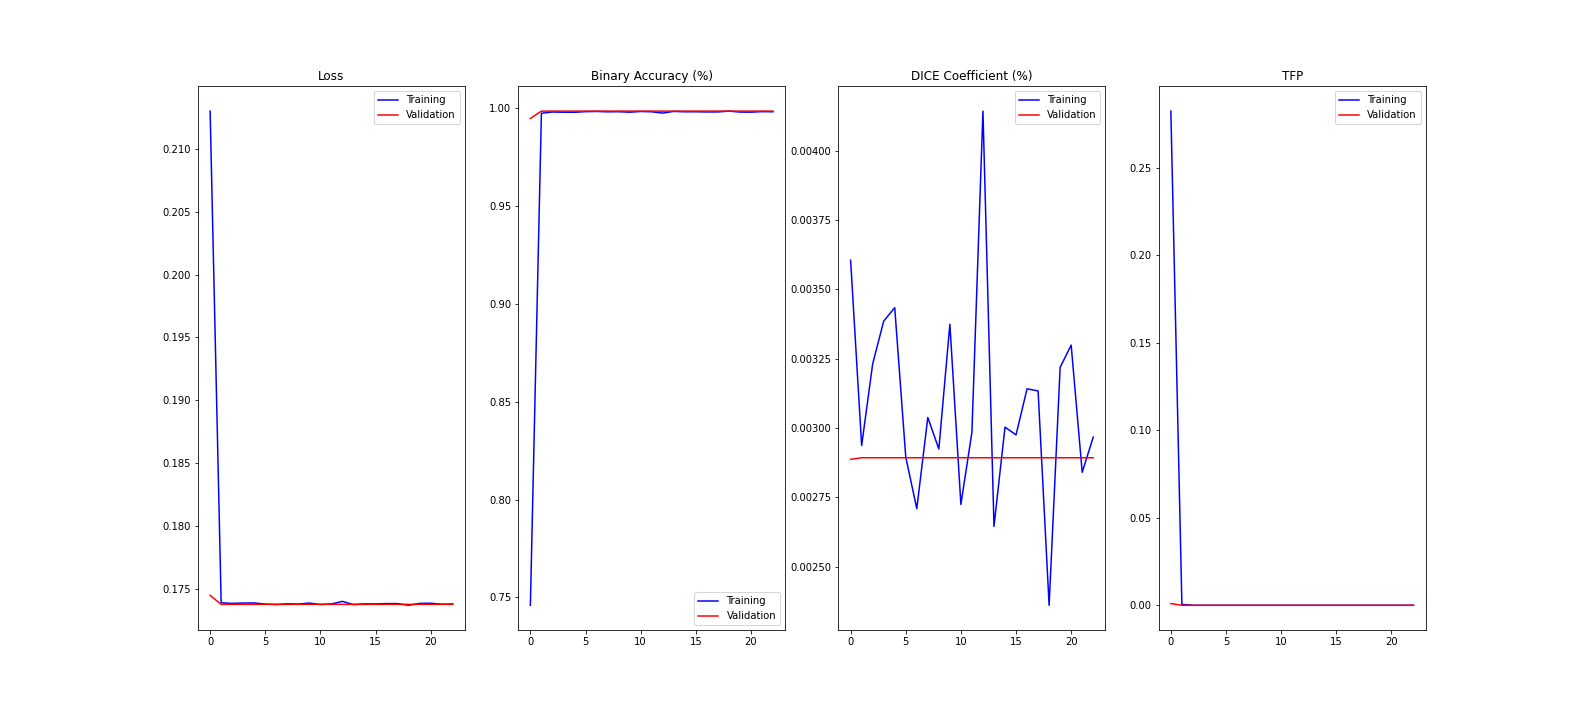 Loss
Training
Validation
0.210
0.205
0.200
0.195
0.190
0.185
0.180
0.175
0 5 10 15 20
Binary Accuracy (%)
1.00
0.95
0.90
0.85
0.80
0.75
Training
Validation
0 5 10 15 20
DICE Coefficient (%)
Training
Validation
0.00400
0.00375
0.00350
0.00325
0.00300
0.00275
0.00250
0 5 10 15 20
TFP
Training
Validation
0.25
0.20
0.15
0.10
0.05
0.00
0 5 10 15 20